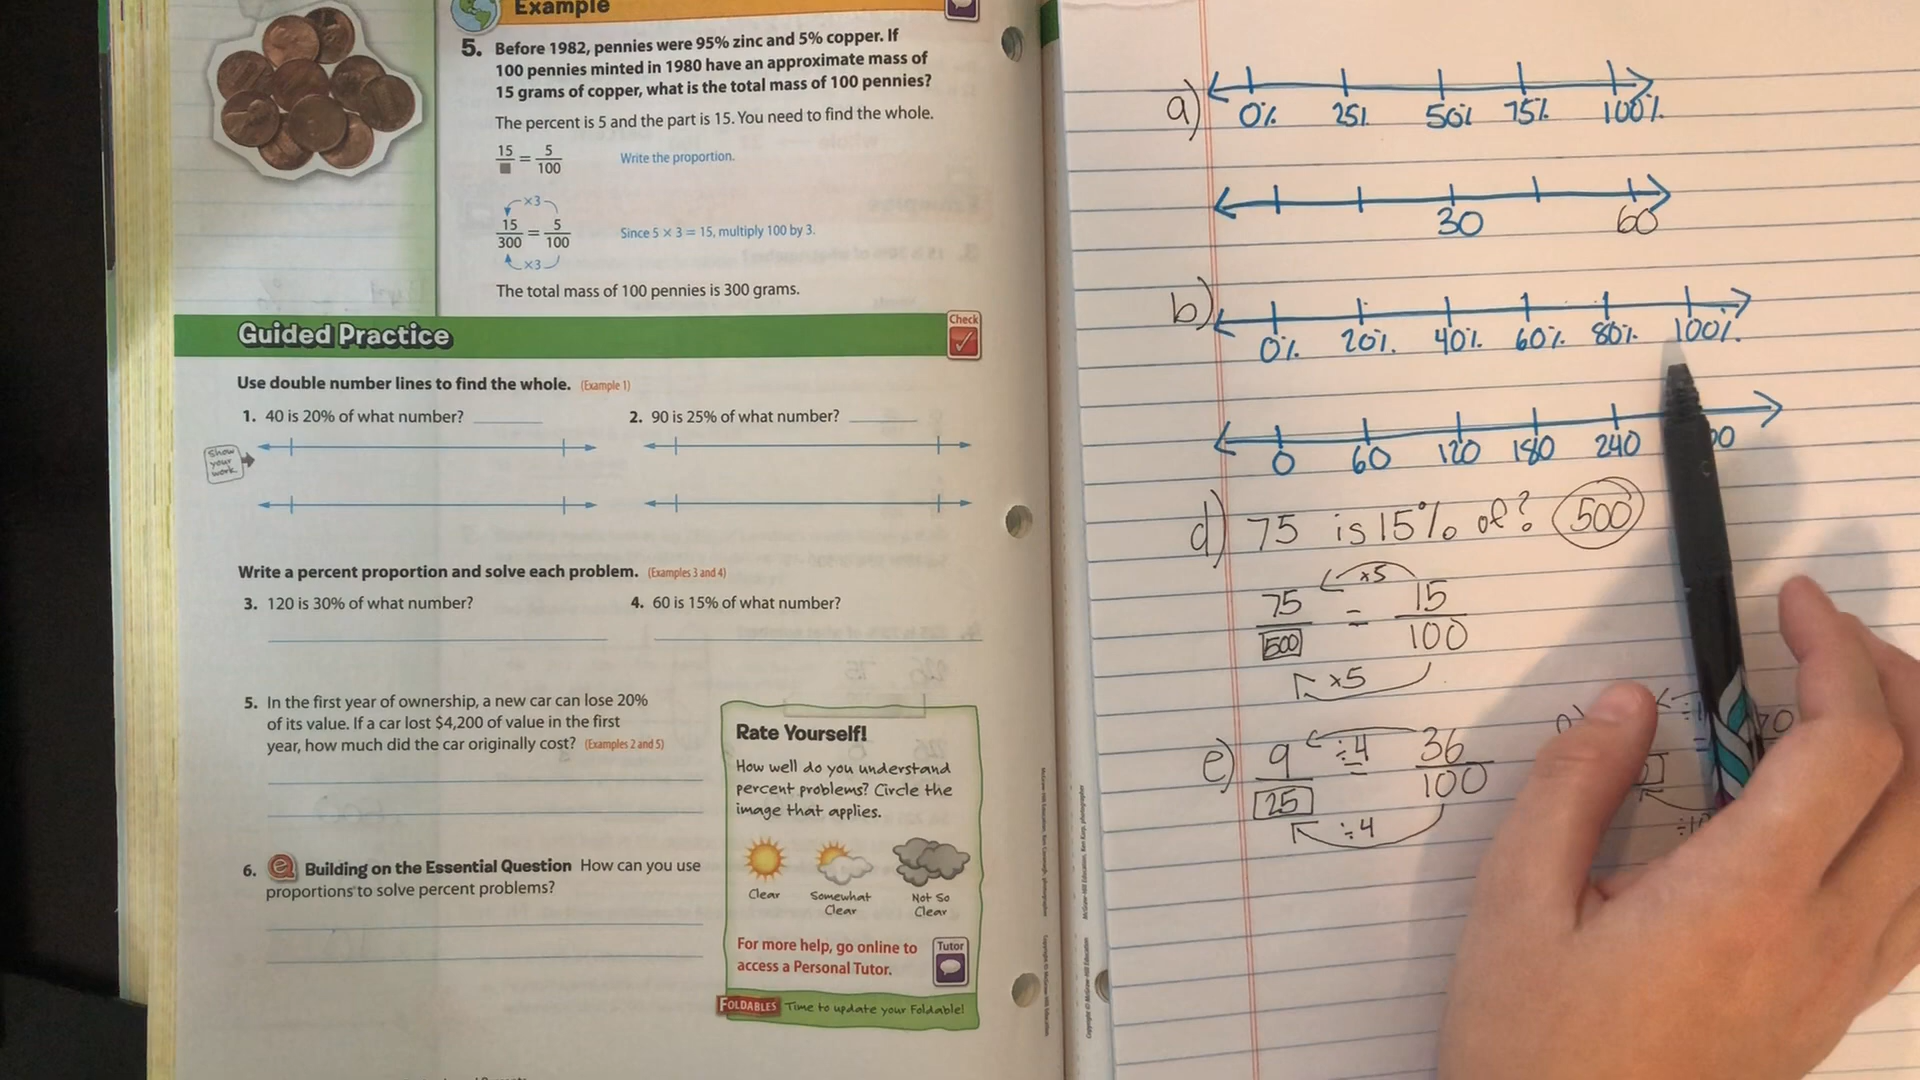 Example
5. Before 1982, pennies were 95% zinc and 5% copper. If
100 pennies minted in 1980 have an approximate mass of
15 grams of copper, what is the total mass of 100 pennies?
The percent is 5 and the part is 15. You need to find the whole.
15/■ = 5/100 Write the proportion.
×3
15/300 = 5/100 Since 5 × 3 = 15, multiply 100 by 3.
×3
The total mass of 100 pennies is 300 grams.
Guided Practice
Check
Use double number lines to find the whole. (Example 1)
1. 40 is 20% of what number?
2. 90 is 25% of what number?
Show
your
work
Write a percent proportion and solve each problem. (Examples 3 and 4)
3. 120 is 30% of what number?
4. 60 is 15% of what number?
5. In the first year of ownership, a new car can lose 20%
of its value. If a car lost $4,200 of value in the first
year, how much did the car originally cost? (Examples 2 and 5)
6. e Building on the Essential Question How can you use
proportions to solve percent problems?
Rate Yourself!
How well do you understand
percent problems? Circle the
image that applies.
Clear
Somewhat
Clear
Not So
Clear
For more help, go online to
access a Personal Tutor.
Tutor
FOLDABLES Time to update your Foldable!
a)
0% 25% 50% 75% 100%
30 60
b)
0% 20% 40% 60% 80% 100%
0 60 120 180 240
d) 75 is 15% of? 500
×5
75/500 = 15/100
×5
e) 9/25 = 36/100
÷4
÷4